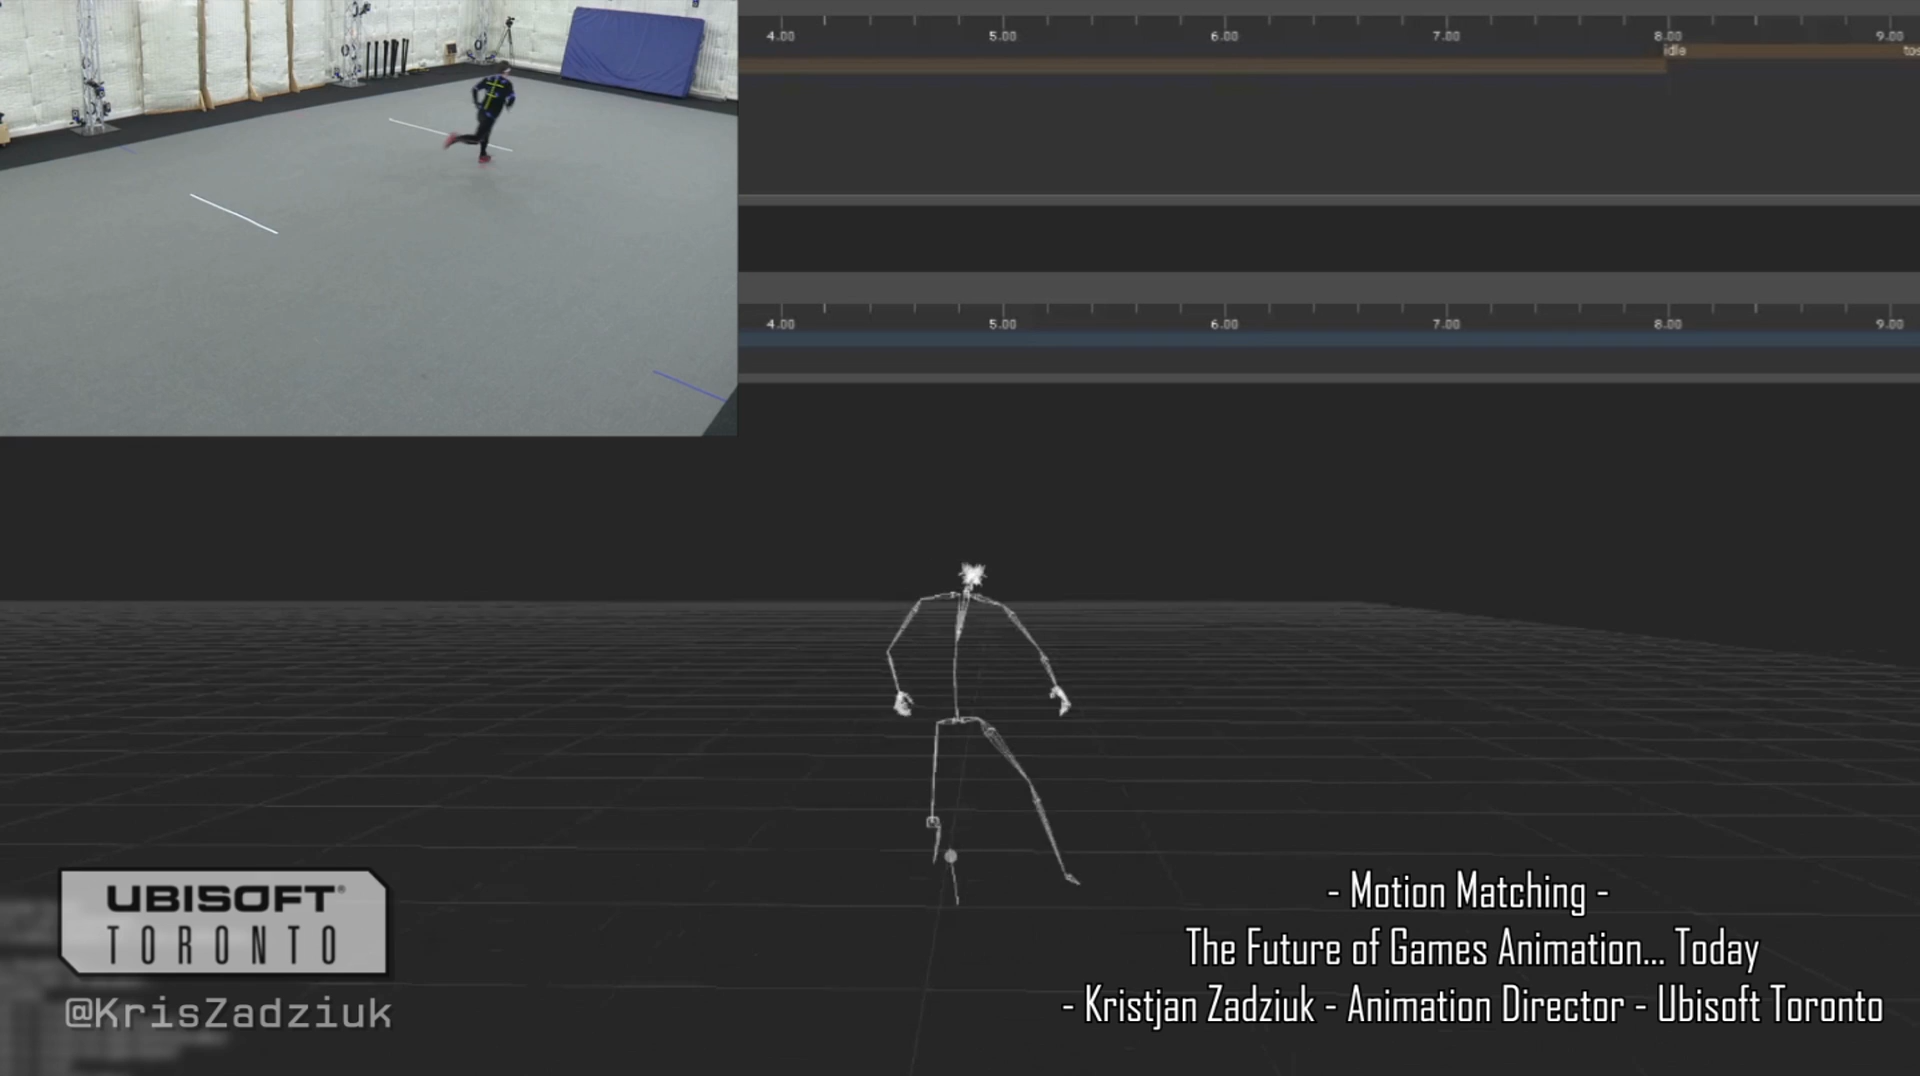 4.00 5.00 6.00 7.00 8.00 9.00
idle
4.00 5.00 6.00 7.00 8.00 9.00
UBISOFT®
TORONTO
@KrisZadziuk
- Motion Matching -
The Future of Games Animation... Today
- Kristjan Zadziuk - Animation Director - Ubisoft Toronto